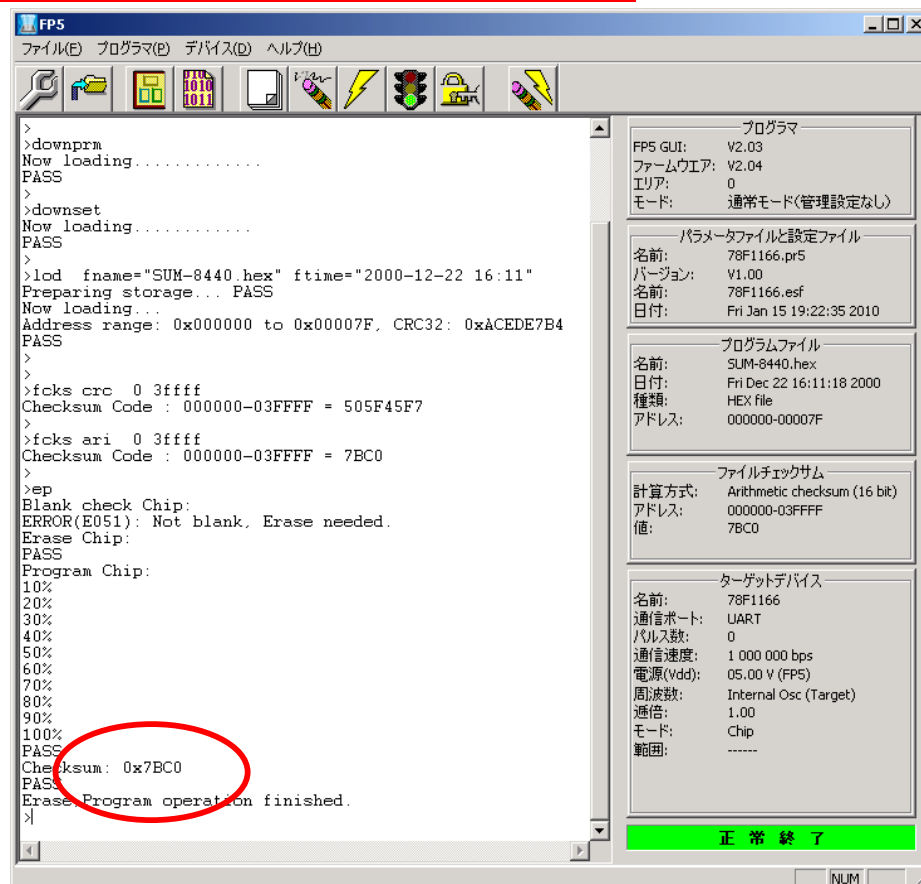 FP5
ファイル(F) プログラマ(P) デバイス(D) ヘルプ(H)
>
>downprm
Now loading.............
PASS
>
>downset
Now loading............
PASS
>
>lod fname="SUM-8440.hex" ftime="2000-12-22 16:11"
Preparing storage... PASS
Now loading...
Address range: 0x000000 to 0x00007F, CRC32: 0xACEDE7B4
PASS
>
>
>fcks crc 0 3ffff
Checksum Code : 000000-03FFFF = 505F45F7
>
>fcks ari 0 3ffff
Checksum Code : 000000-03FFFF = 7BC0
>
>ep
Blank check Chip:
ERROR(E051): Not blank, Erase needed.
Erase Chip:
PASS
Program Chip:
10%
20%
30%
40%
50%
60%
70%
80%
90%
100%
PASS
Checksum: 0x7BC0
PASS
Erase,Program operation finished.
>
プログラマ
FP5 GUI: V2.03
ファームウエア: V2.04
エリア: 0
モード: 通常モード(管理設定なし)
パラメータファイルと設定ファイル
名前: 78F1166.pr5
バージョン: V1.00
名前: 78F1166.esf
日付: Fri Jan 15 19:22:35 2010
プログラムファイル
名前: SUM-8440.hex
日付: Fri Dec 22 16:11:18 2000
種類: HEX file
アドレス: 000000-00007F
ファイルチェックサム
計算方式: Arithmetic checksum (16 bit)
アドレス: 000000-03FFFF
値: 7BC0
ターゲットデバイス
名前: 78F1166
通信ポート: UART
パルス数: 0
通信速度: 1 000 000 bps
電源(Vdd): 05.00 V (FP5)
周波数: Internal Osc (Target)
逓倍: 1.00
モード: Chip
範囲: ------
正 常 終 了
NUM